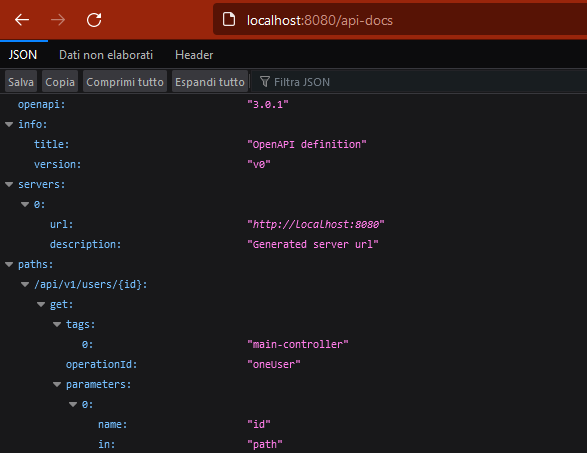 localhost:8080/api-docs
JSON Dati non elaborati Header
Salva Copia Comprimi tutto Espandi tutto Filtra JSON
openapi: "3.0.1"
info:
title: "OpenAPI definition"
version: "v0"
servers:
0:
url: "http://localhost:8080"
description: "Generated server url"
paths:
/api/v1/users/{id}:
get:
tags:
0: "main-controller"
operationId: "oneUser"
parameters:
0:
name: "id"
in: "path"